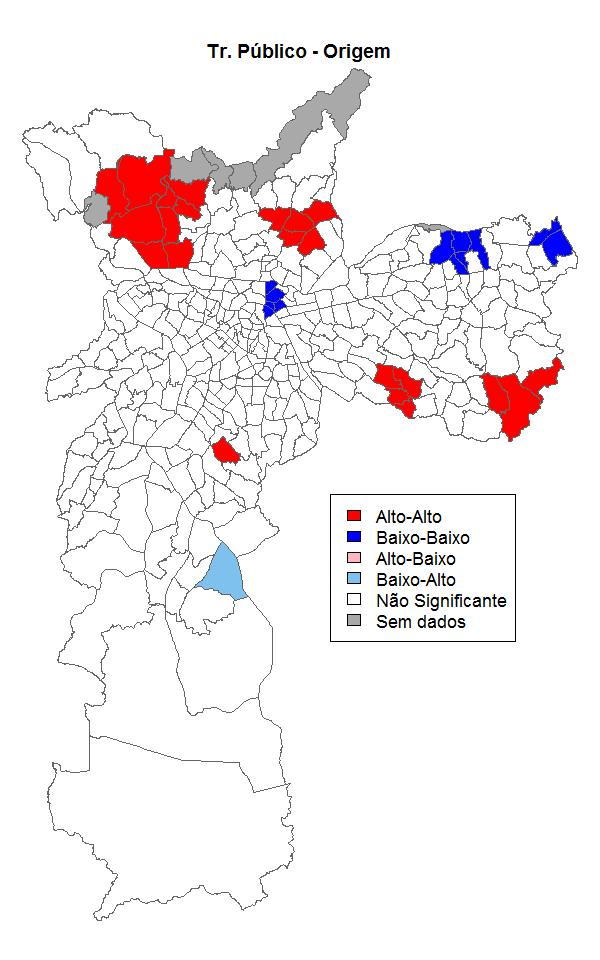 Tr. Público - Origem
Alto-Alto
Baixo-Baixo
Alto-Baixo
Baixo-Alto
Não Significante
Sem dados